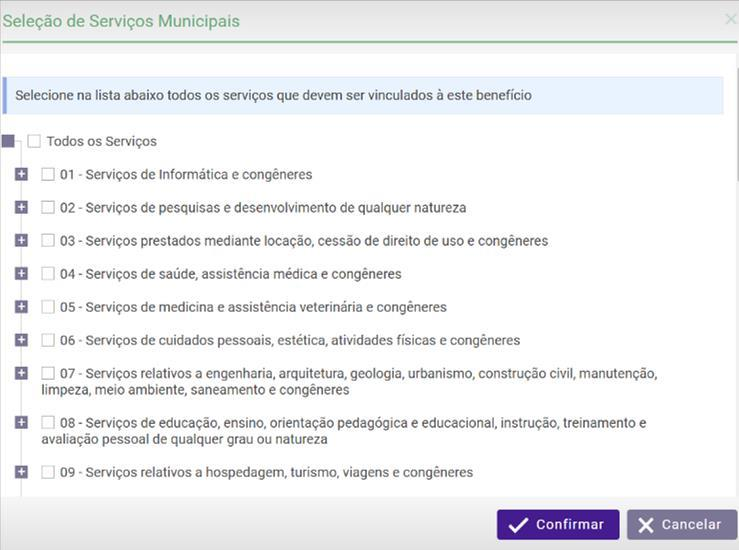 Seleção de Serviços Municipais
Selecione na lista abaixo todos os serviços que devem ser vinculados à este benefício
Todos os Serviços
01 - Serviços de Informática e congêneres
02 - Serviços de pesquisas e desenvolvimento de qualquer natureza
03 - Serviços prestados mediante locação, cessão de direito de uso e congêneres
04 - Serviços de saúde, assistência médica e congêneres
05 - Serviços de medicina e assistência veterinária e congêneres
06 - Serviços de cuidados pessoais, estética, atividades físicas e congêneres
07 - Serviços relativos a engenharia, arquitetura, geologia, urbanismo, construção civil, manutenção,
limpeza, meio ambiente, saneamento e congêneres
08 - Serviços de educação, ensino, orientação pedagógica e educacional, instrução, treinamento e
avaliação pessoal de qualquer grau ou natureza
09 - Serviços relativos a hospedagem, turismo, viagens e congêneres
Confirmar
Cancelar